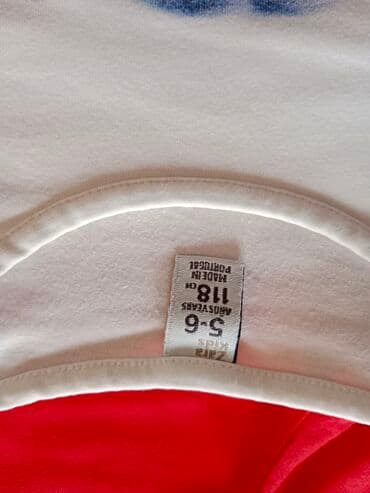 Zara
Kids
5-6
AÑOS/YEARS
118 CM
MADE IN
PORTUGAL